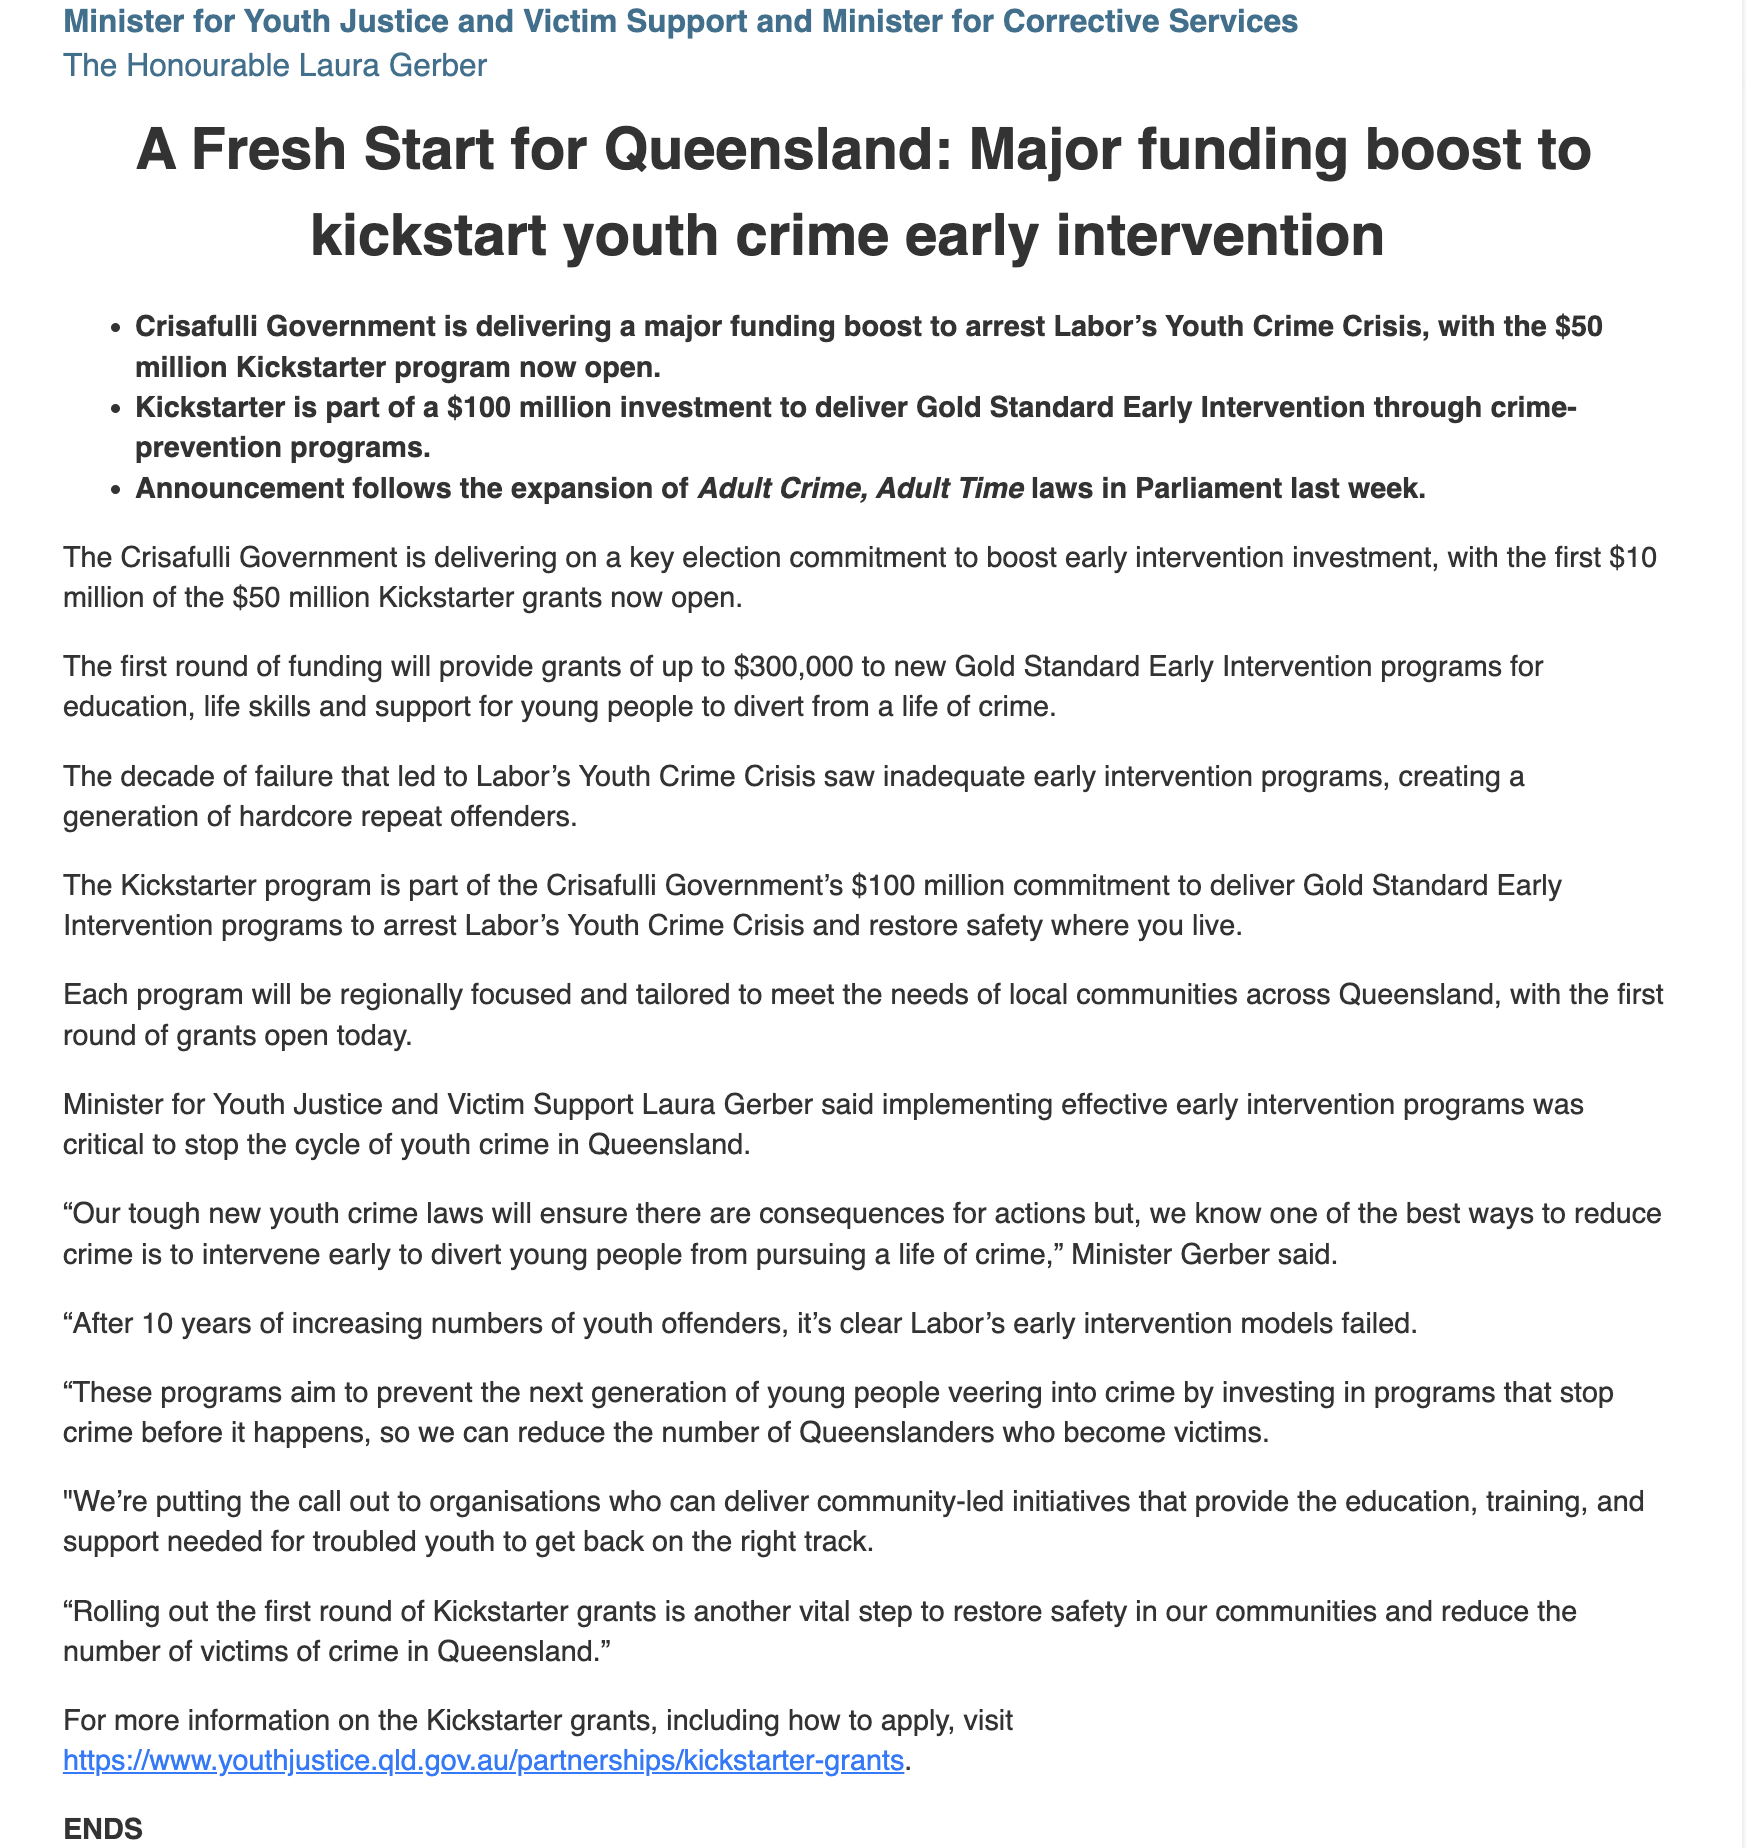 Minister for Youth Justice and Victim Support and Minister for Corrective Services
The Honourable Laura Gerber
A Fresh Start for Queensland: Major funding boost to
kickstart youth crime early intervention
• Crisafulli Government is delivering a major funding boost to arrest Labor’s Youth Crime Crisis, with the $50
million Kickstarter program now open.
• Kickstarter is part of a $100 million investment to deliver Gold Standard Early Intervention through crime-
prevention programs.
• Announcement follows the expansion of Adult Crime, Adult Time laws in Parliament last week.
The Crisafulli Government is delivering on a key election commitment to boost early intervention investment, with the first $10
million of the $50 million Kickstarter grants now open.
The first round of funding will provide grants of up to $300,000 to new Gold Standard Early Intervention programs for
education, life skills and support for young people to divert from a life of crime.
The decade of failure that led to Labor’s Youth Crime Crisis saw inadequate early intervention programs, creating a
generation of hardcore repeat offenders.
The Kickstarter program is part of the Crisafulli Government’s $100 million commitment to deliver Gold Standard Early
Intervention programs to arrest Labor’s Youth Crime Crisis and restore safety where you live.
Each program will be regionally focused and tailored to meet the needs of local communities across Queensland, with the first
round of grants open today.
Minister for Youth Justice and Victim Support Laura Gerber said implementing effective early intervention programs was
critical to stop the cycle of youth crime in Queensland.
“Our tough new youth crime laws will ensure there are consequences for actions but, we know one of the best ways to reduce
crime is to intervene early to divert young people from pursuing a life of crime,” Minister Gerber said.
“After 10 years of increasing numbers of youth offenders, it’s clear Labor’s early intervention models failed.
“These programs aim to prevent the next generation of young people veering into crime by investing in programs that stop
crime before it happens, so we can reduce the number of Queenslanders who become victims.
"We’re putting the call out to organisations who can deliver community-led initiatives that provide the education, training, and
support needed for troubled youth to get back on the right track.
“Rolling out the first round of Kickstarter grants is another vital step to restore safety in our communities and reduce the
number of victims of crime in Queensland.”
For more information on the Kickstarter grants, including how to apply, visit
https://www.youthjustice.qld.gov.au/partnerships/kickstarter-grants.
ENDS